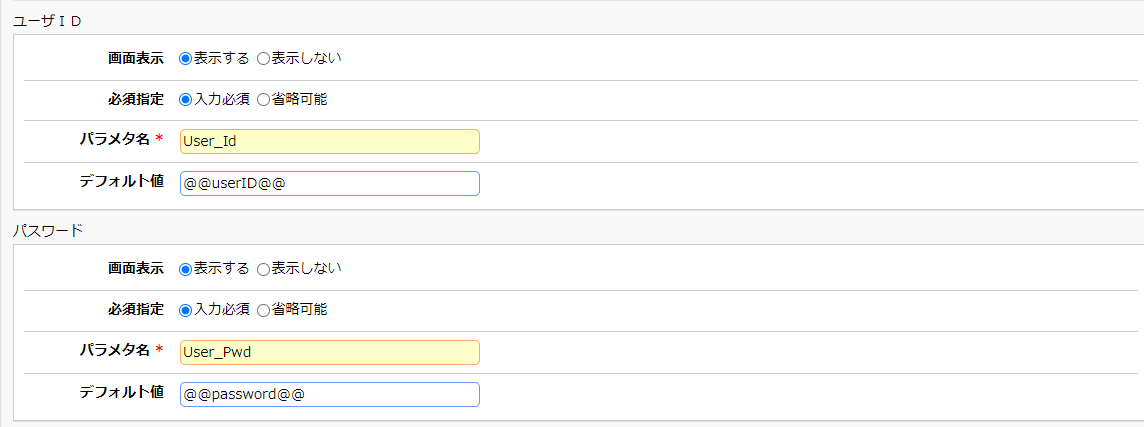 ユーザＩＤ
画面表示 表示する 表示しない
必須指定 入力必須 省略可能
パラメタ名 * User_Id
デフォルト値 @@userID@@
パスワード
画面表示 表示する 表示しない
必須指定 入力必須 省略可能
パラメタ名 * User_Pwd
デフォルト値 @@password@@